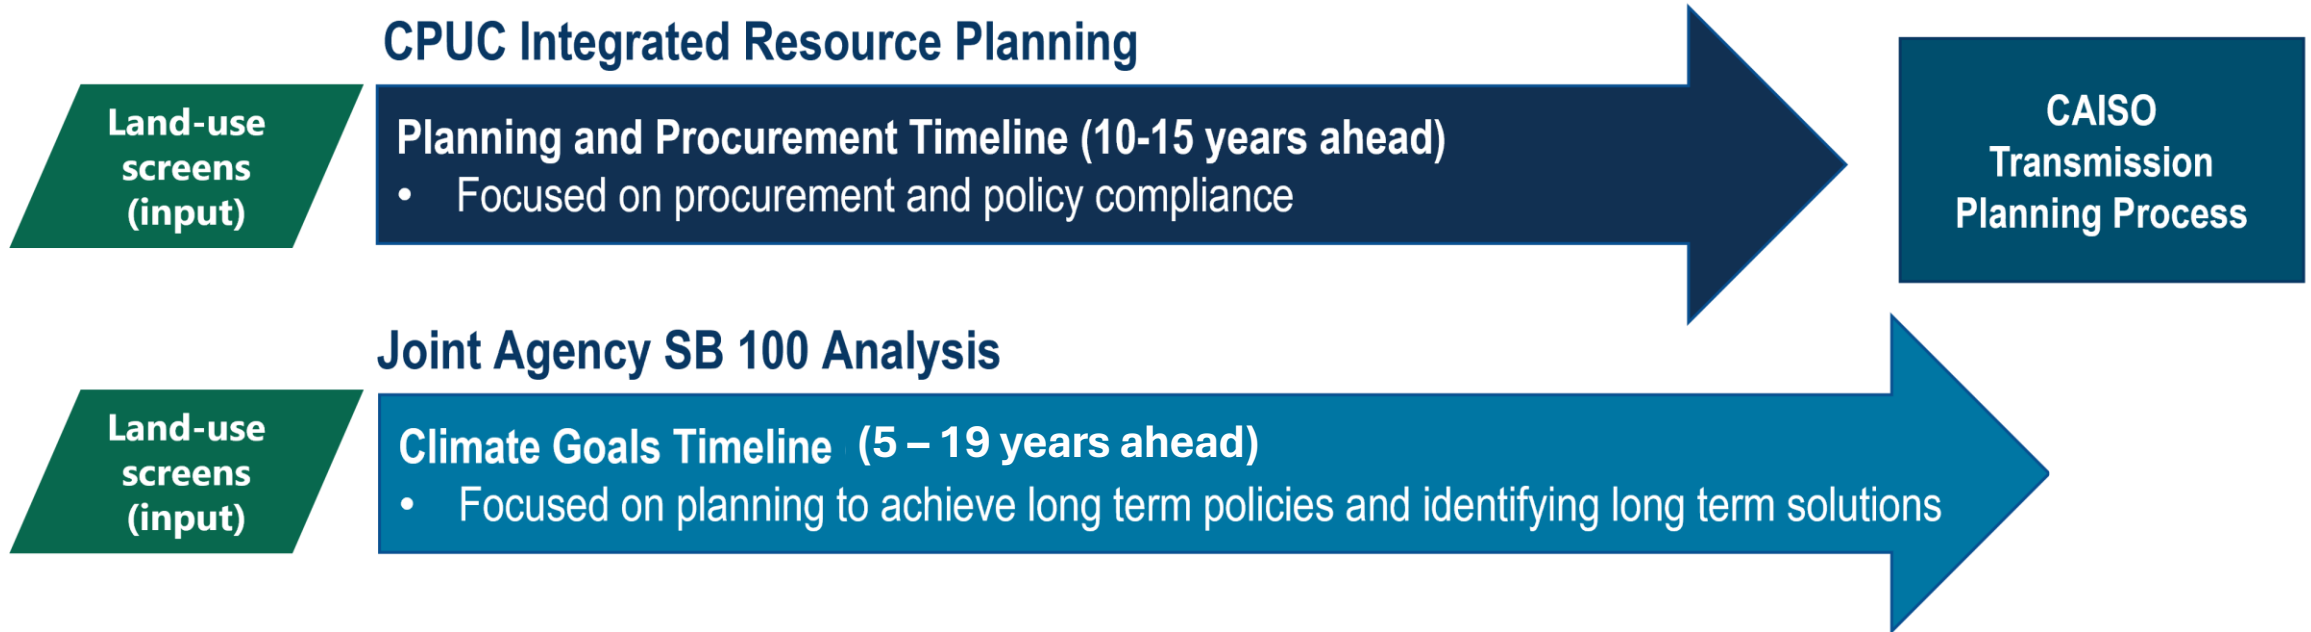 CPUC Integrated Resource Planning
Land-use
screens
(input)
Planning and Procurement Timeline (10-15 years ahead)
• Focused on procurement and policy compliance
CAISO
Transmission
Planning Process
Joint Agency SB 100 Analysis
Land-use
screens
(input)
Climate Goals Timeline (5 – 19 years ahead)
• Focused on planning to achieve long term policies and identifying long term solutions